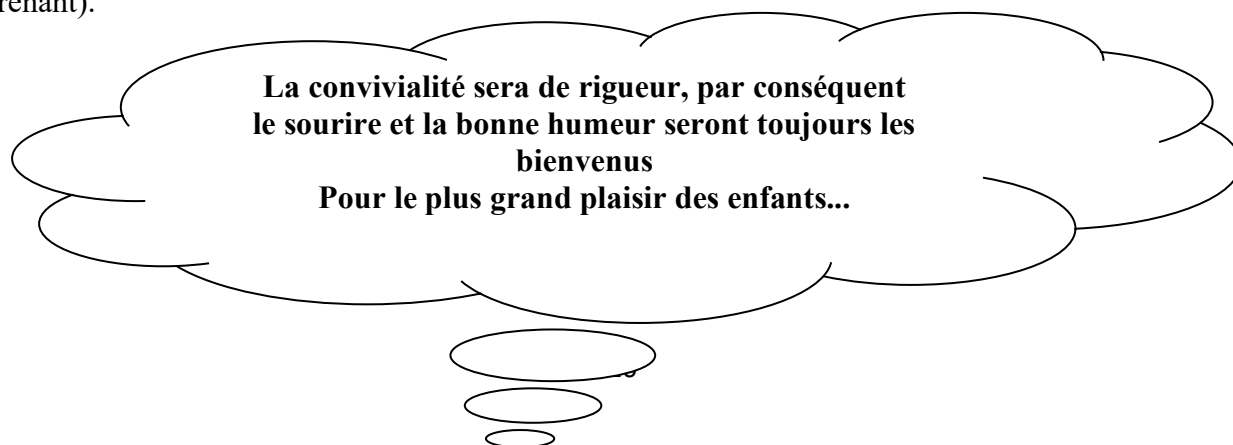 renant).
La convivialité sera de rigueur, par conséquent
le sourire et la bonne humeur seront toujours les
bienvenus
Pour le plus grand plaisir des enfants...